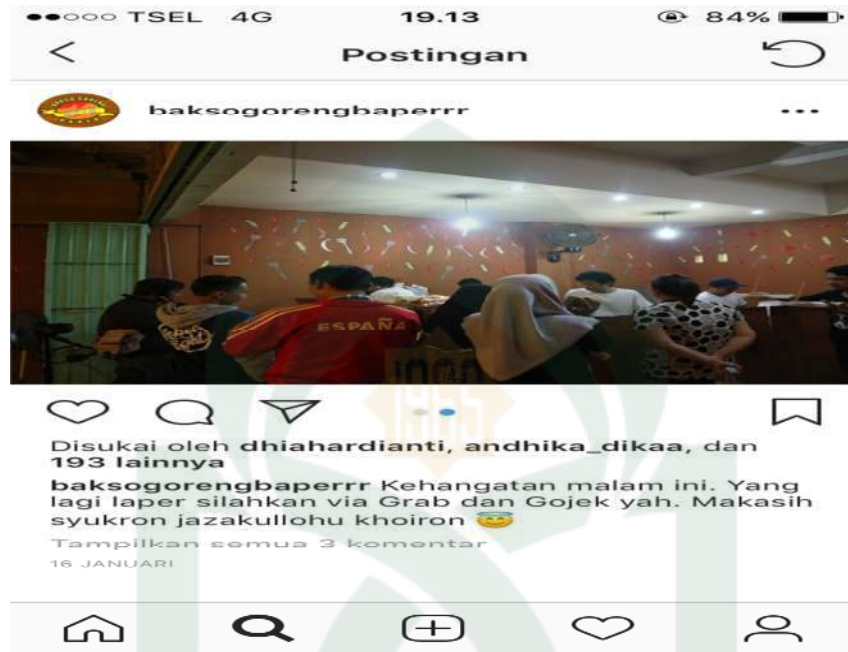 TSEL 4G 19.13 84%
Postingan
baksogorengbaperrr
ESPAÑA
1965
Disukai oleh dhiahardianti, andhika_dikaa, dan
193 lainnya
baksogorengbaperrr Kehangatan malam ini. Yang
lagi laper silahkan via Grab dan Gojek yah. Makasih
syukron jazakullohu khoiron 😇
Tampilkan semua 3 komentar
16 JANUARI